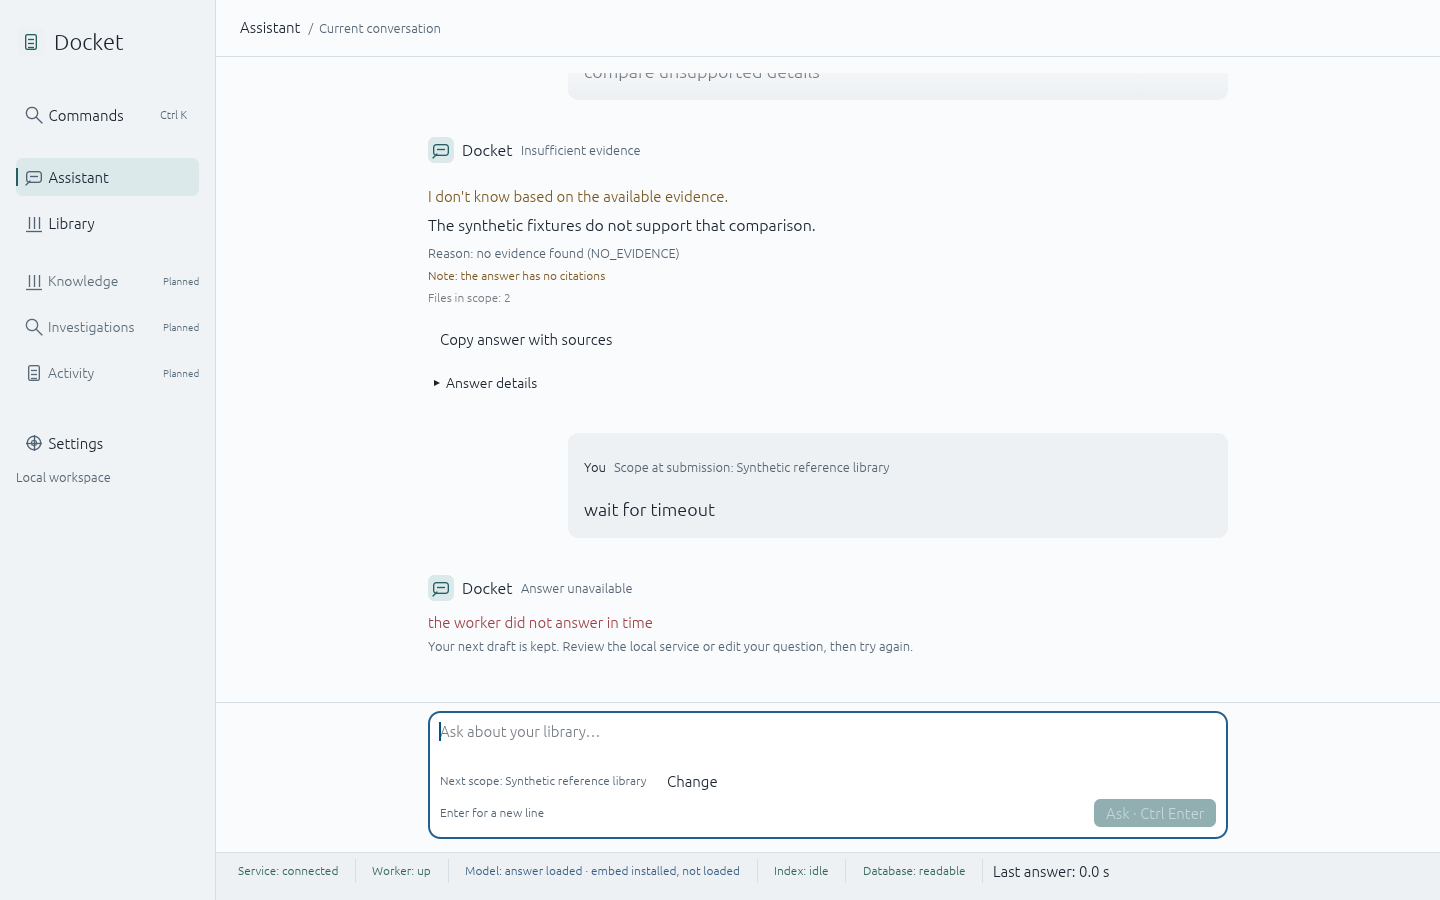 Docket
Commands Ctrl K
Assistant
Library
Knowledge Planned
Investigations Planned
Activity Planned
Settings
Local workspace
Assistant / Current conversation
compare unsupported details
Docket Insufficient evidence
I don't know based on the available evidence.
The synthetic fixtures do not support that comparison.
Reason: no evidence found (NO_EVIDENCE)
Note: the answer has no citations
Files in scope: 2
Copy answer with sources
Answer details
You Scope at submission: Synthetic reference library
wait for timeout
Docket Answer unavailable
the worker did not answer in time
Your next draft is kept. Review the local service or edit your question, then try again.
Ask about your library…
Next scope: Synthetic reference library Change
Enter for a new line
Ask · Ctrl Enter
Service: connected Worker: up Model: answer loaded · embed installed, not loaded Index: idle Database: readable Last answer: 0.0 s